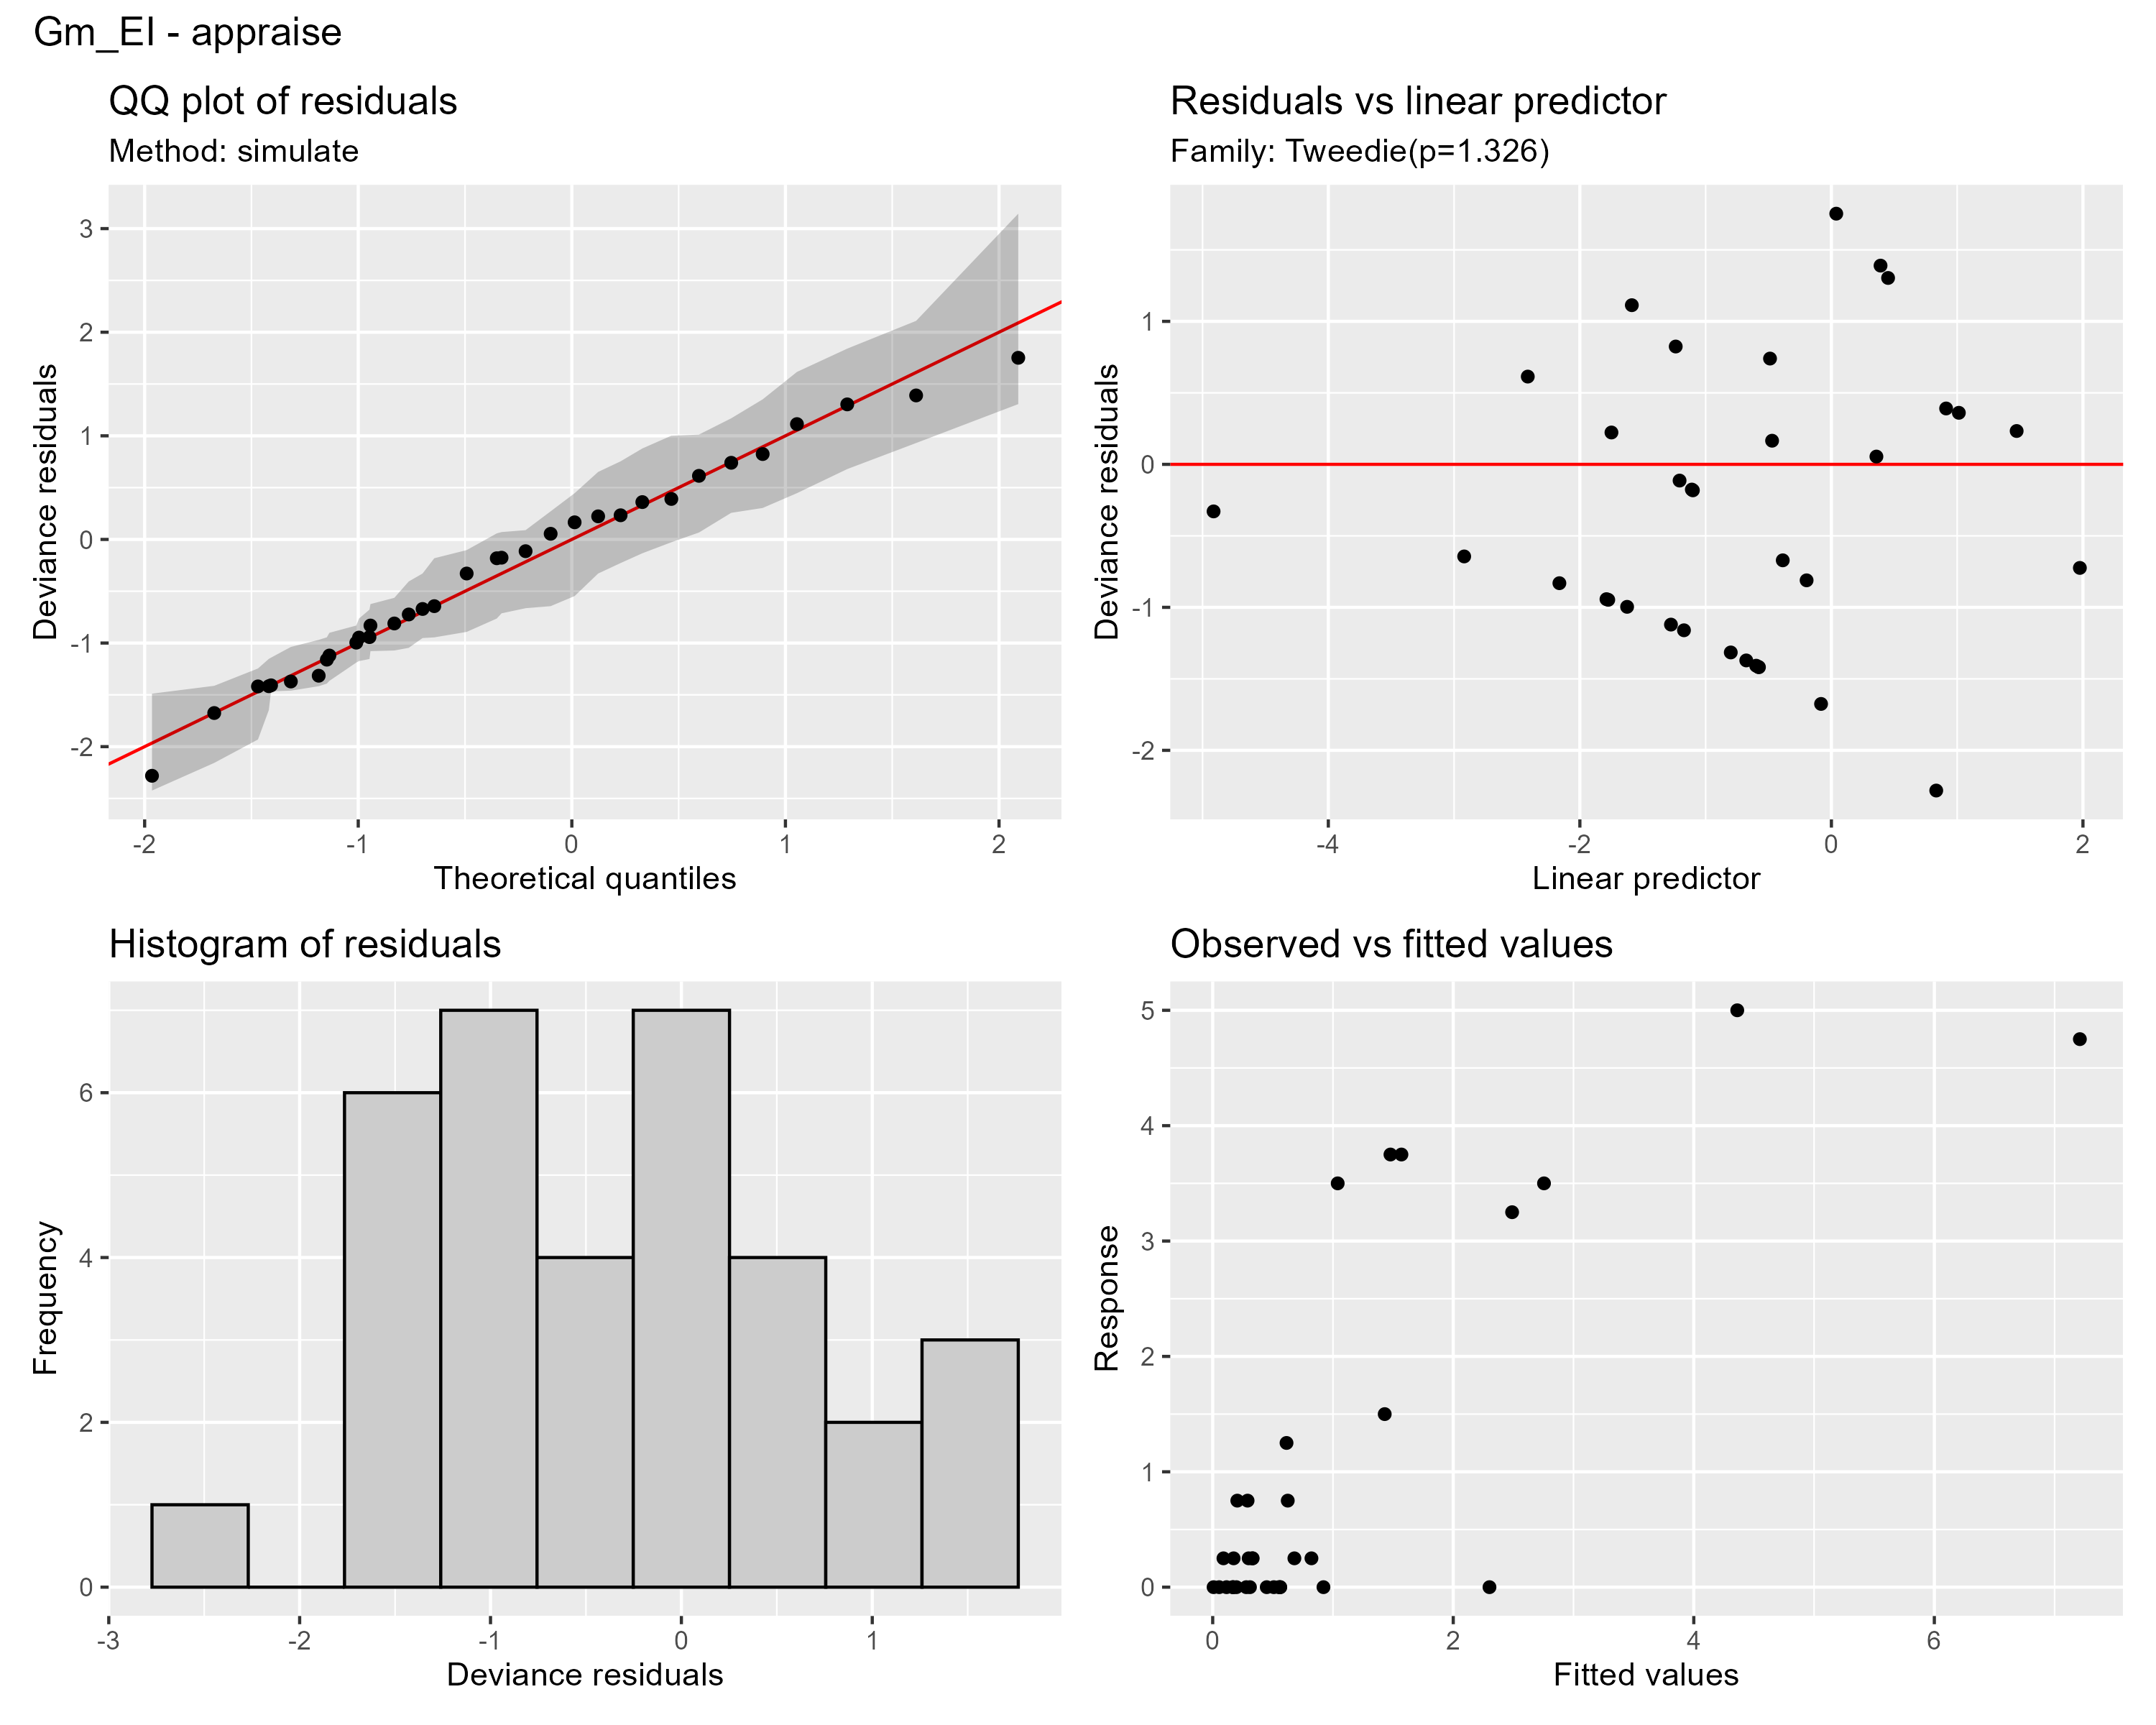 Gm_EI - appraise
QQ plot of residuals
Method: simulate
3
2
1
0
-1
-2
-2
-1
0
1
2
Deviance residuals
Theoretical quantiles
Residuals vs linear predictor
Family: Tweedie(p=1.326)
1
0
-1
-2
-4
-2
0
2
Deviance residuals
Linear predictor
Histogram of residuals
6
4
2
0
-3
-2
-1
0
1
Frequency
Deviance residuals
Observed vs fitted values
5
4
3
2
1
0
0
2
4
6
Response
Fitted values